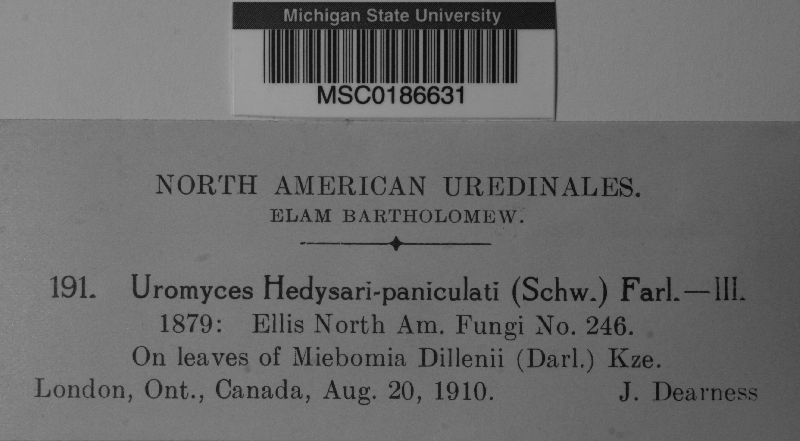 Michigan State University
MSC0186631
NORTH AMERICAN UREDINALES.
ELAM BARTHOLOMEW.
191. Uromyces Hedysari-paniculati (Schw.) Farl.—III.
1879: Ellis North Am. Fungi No. 246.
On leaves of Miebomia Dillenii (Darl.) Kze.
London, Ont., Canada, Aug. 20, 1910. J. Dearness